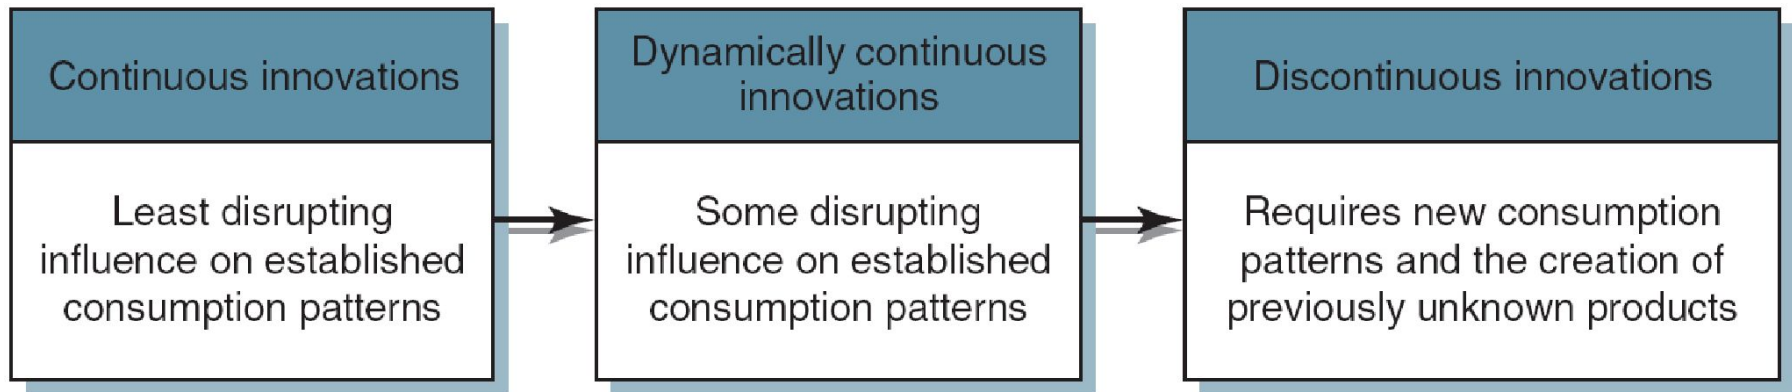 Continuous innovations
Least disrupting
influence on established
consumption patterns
Dynamically continuous
innovations
Some disrupting
influence on established
consumption patterns
Discontinuous innovations
Requires new consumption
patterns and the creation of
previously unknown products